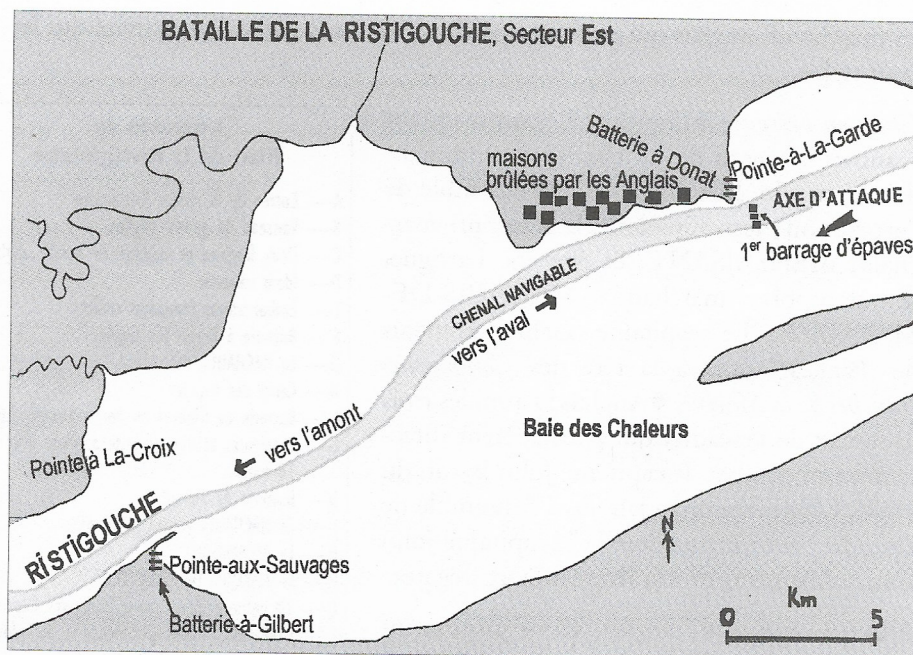 BATAILLE DE LA RISTIGOUCHE, Secteur Est
maisons
brûlées par les Anglais
Batterie à Donat
Pointe-à-La-Garde
AXE D'ATTAQUE
1er barrage d'épaves
CHENAL NAVIGABLE
vers l'aval
Baie des Chaleurs
vers l'amont
Pointe à La-Croix
RISTIGOUCHE
Pointe-aux-Sauvages
Batterie-à-Gilbert
N
Km
0 5